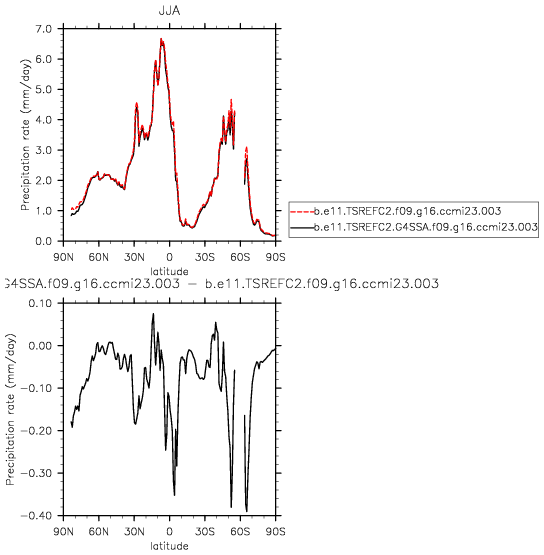 JJA
7.0
6.0
5.0
4.0
3.0
2.0
1.0
0.0
Precipitation rate (mm/day)
90N 60N 30N 0 30S 60S 90S
latitude
b.e11.TSREFC2.f09.g16.ccmi23.003
b.e11.TSREFC2.G4SSA.f09.g16.ccmi23.003
G4SSA.f09.g16.ccmi23.003 − b.e11.TSREFC2.f09.g16.ccmi23.003
0.10
0.00
−0.10
−0.20
−0.30
−0.40
Precipitation rate (mm/day)
90N 60N 30N 0 30S 60S 90S
latitude